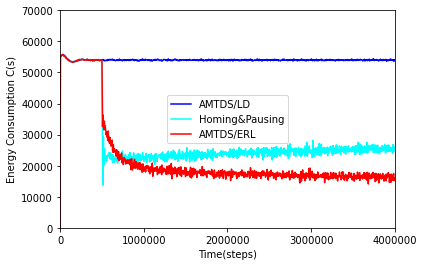 70000
60000
50000
40000
30000
20000
10000
0
Energy Consumption C(s)
AMTDS/LD
Homing&Pausing
AMTDS/ERL
0 1000000 2000000 3000000 4000000
Time(steps)